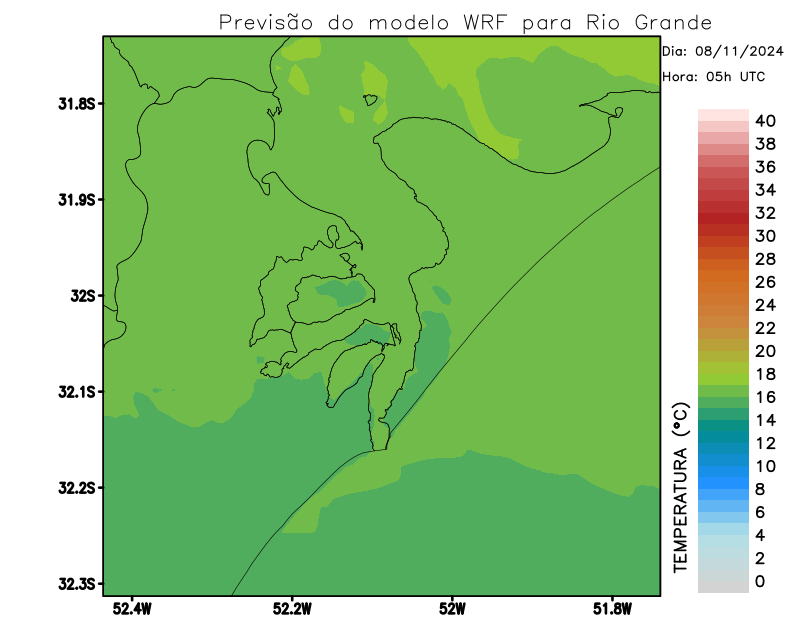 Previsão do modelo WRF para Rio Grande
Dia: 08/11/2024
Hora: 05h UTC
31.8S
31.9S
32S
32.1S
32.2S
32.3S
52.4W
52.2W
52W
51.8W
TEMPERATURA (°C)
40
38
36
34
32
30
28
26
24
22
20
18
16
14
12
10
8
6
4
2
0